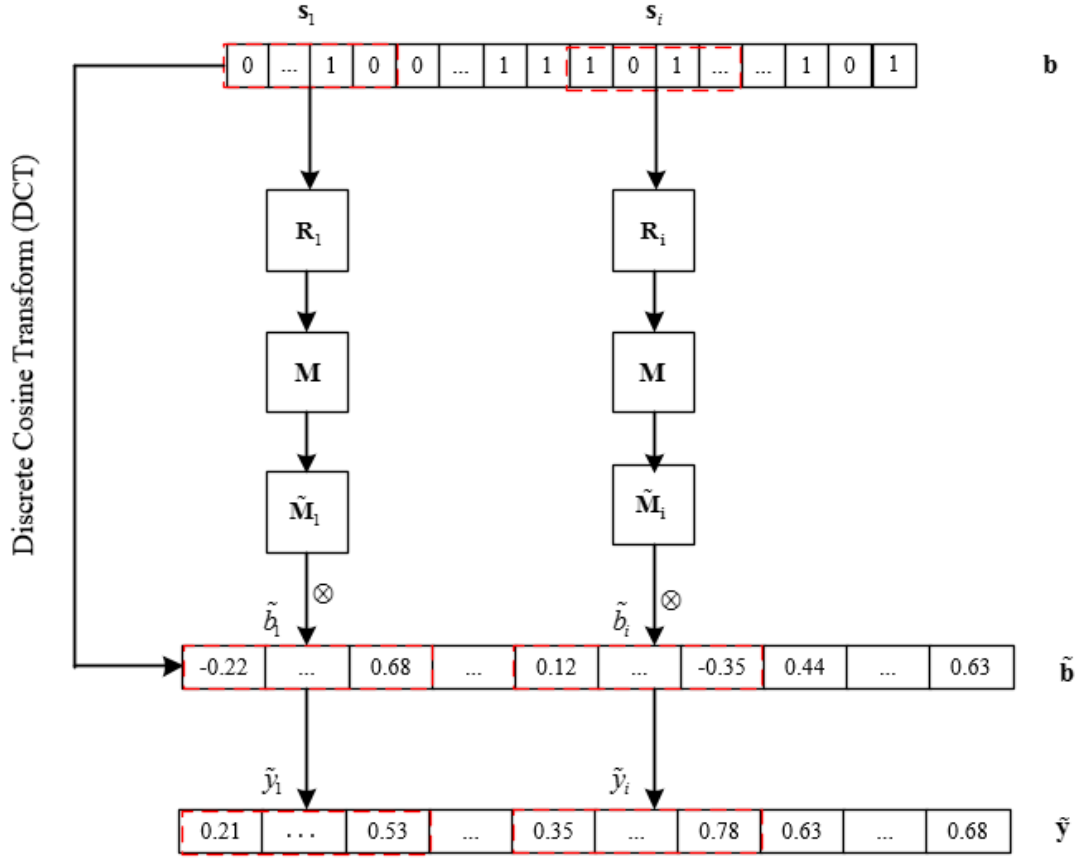 s₁ sᵢ
0 ... 1 0 0 ... 1 1 1 0 1 ... ... 1 0 1 b
Discrete Cosine Transform (DCT)
R₁ Rᵢ
M M
M̃₁ M̃ᵢ
⊗ ⊗
b̃₁ b̃ᵢ
-0.22 ... 0.68 ... 0.12 ... -0.35 0.44 ... 0.63 b̃
ỹ₁ ỹᵢ
0.21 ... 0.53 ... 0.35 ... 0.78 0.63 ... 0.68 ỹ